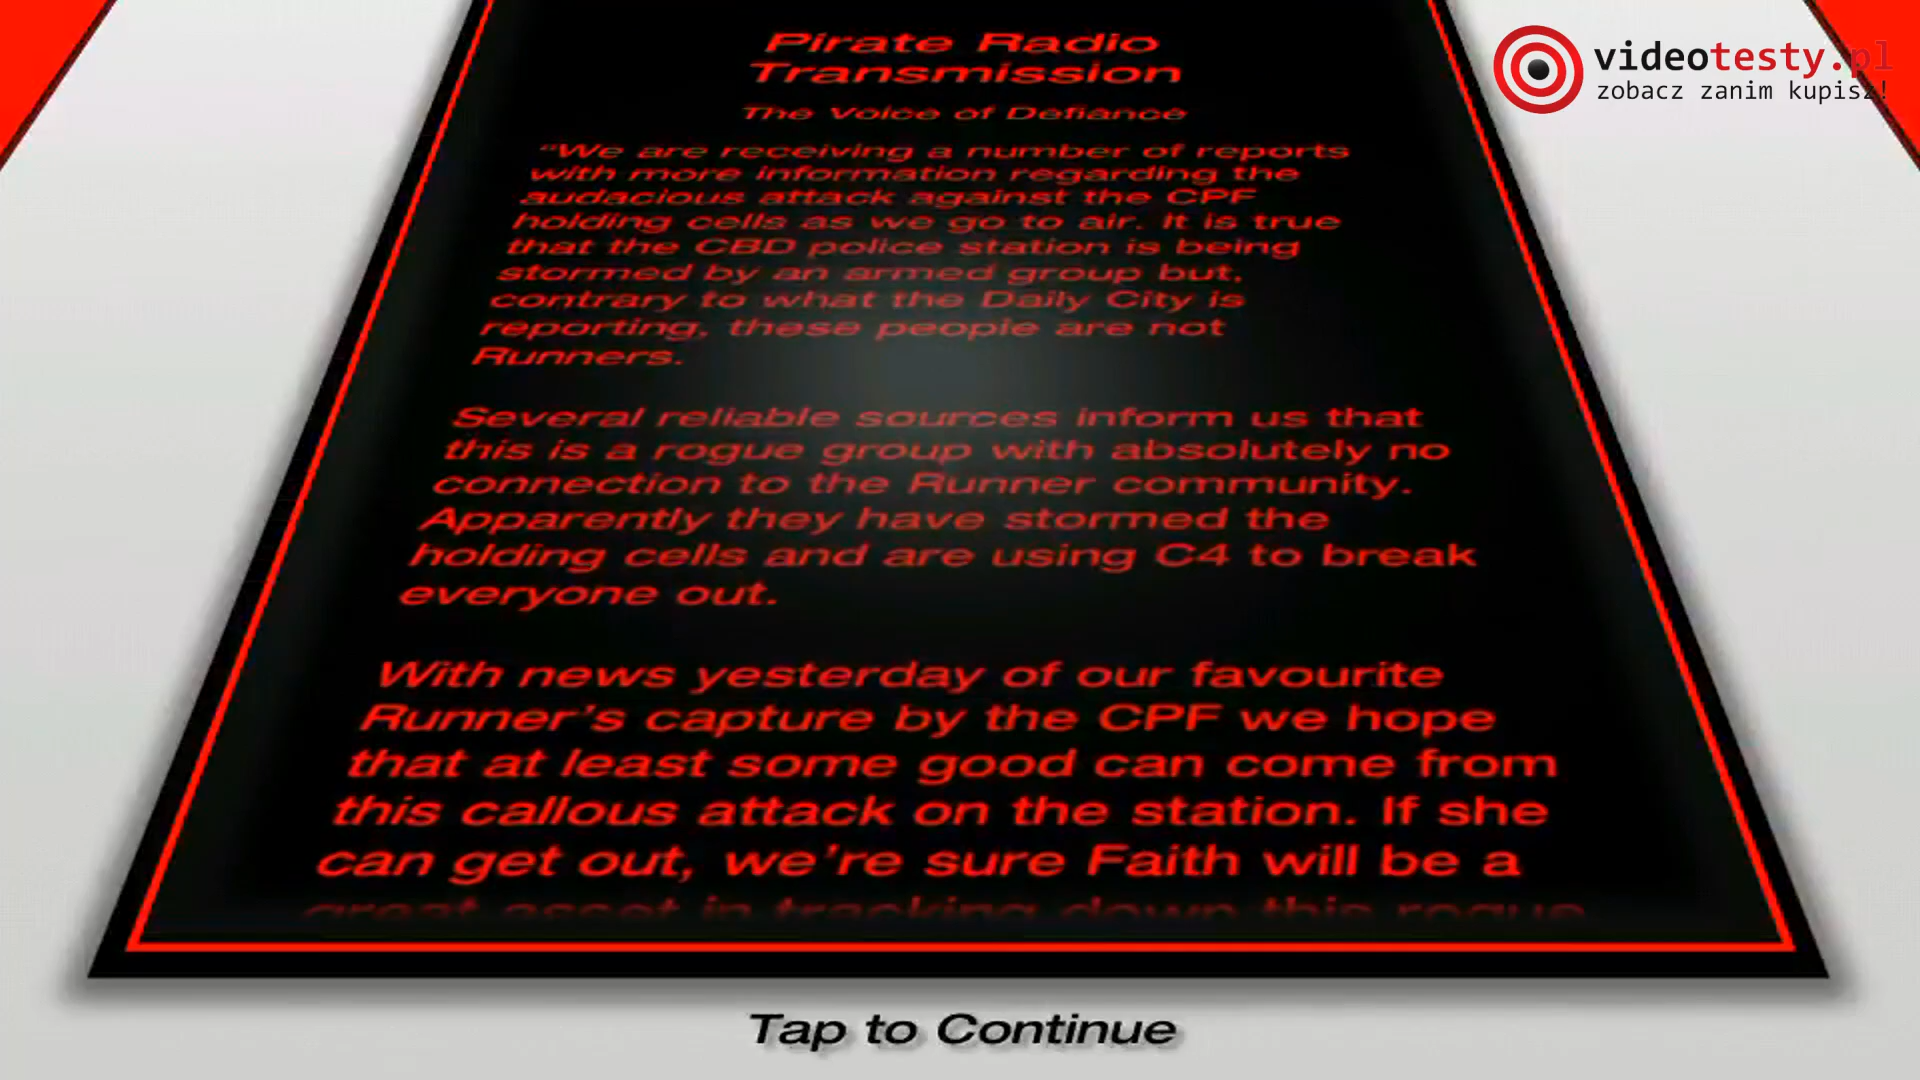 Pirate Radio
Transmission
The Voice of Defiance
“We are receiving a number of reports
with more information regarding the
audacious attack against the CPF
holding cells as we go to air. It is true
that the CBD police station is being
stormed by an armed group but,
contrary to what the Daily City is
reporting, these people are not
Runners.
Several reliable sources inform us that
this is a rogue group with absolutely no
connection to the Runner community.
Apparently they have stormed the
holding cells and are using C4 to break
everyone out.
With news yesterday of our favourite
Runner’s capture by the CPF we hope
that at least some good can come from
this callous attack on the station. If she
can get out, we’re sure Faith will be a
great asset in tracking down this rogue
Tap to Continue
videotesty.pl
zobacz zanim kupisz!